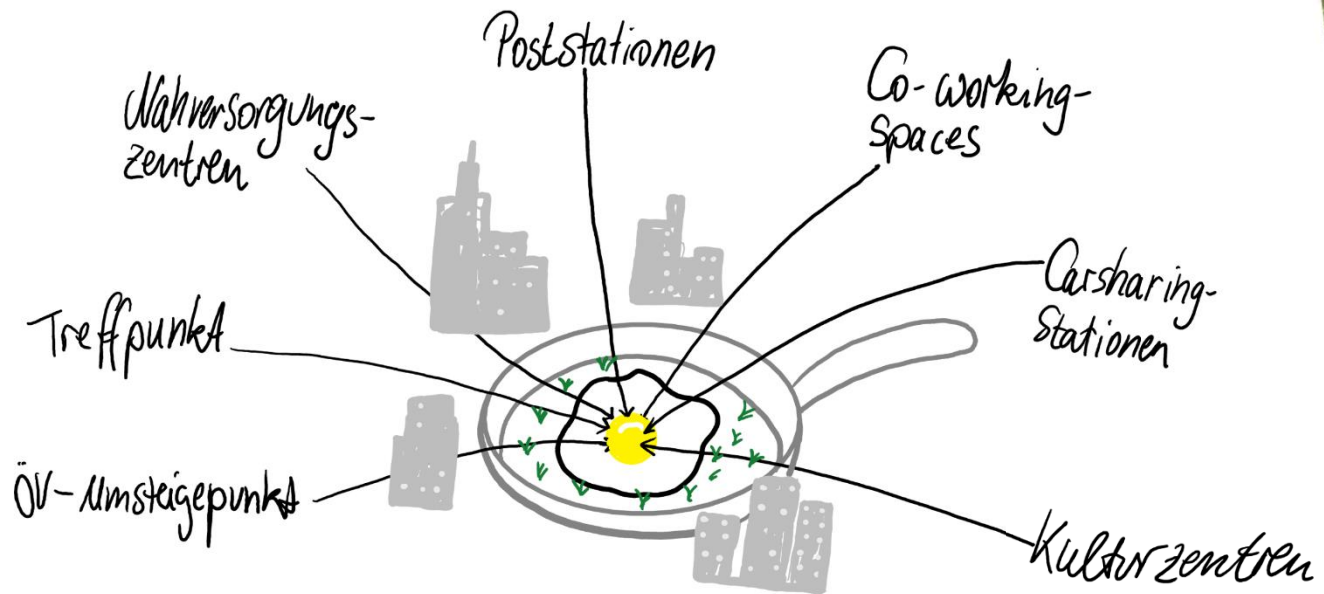 Poststationen
Nahversorgungs-
zentren
Co-working-
spaces
Carsharing-
Stationen
Treffpunkt
ÖV-Umsteigepunkt
Kulturzentren